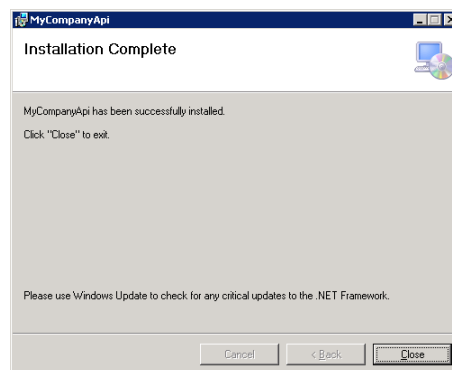 MyCompanyApi
Installation Complete
MyCompanyApi has been successfully installed.
Click "Close" to exit.
Please use Windows Update to check for any critical updates to the .NET Framework.
Cancel < Back Close